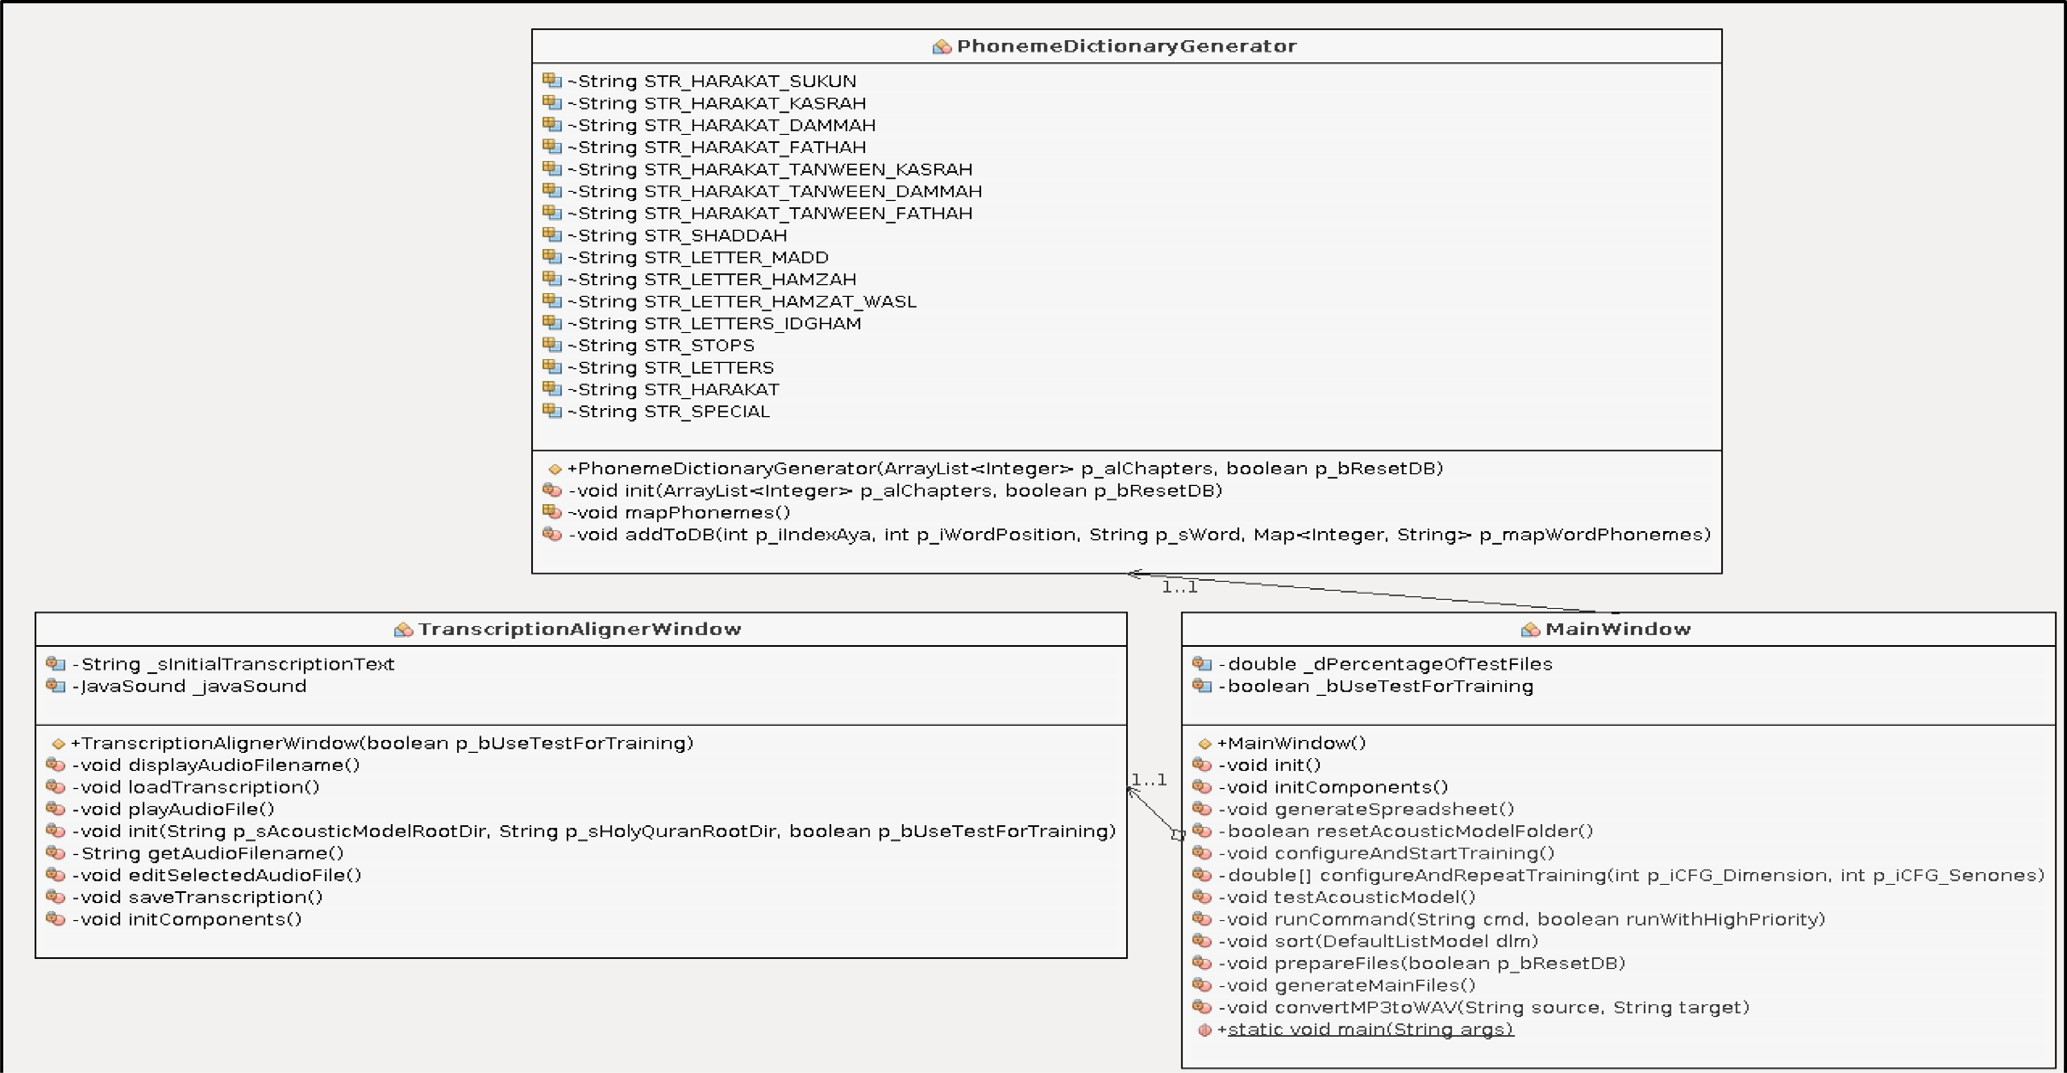 PhonemeDictionaryGenerator
~String STR_HARAKAT_SUKUN
~String STR_HARAKAT_KASRAH
~String STR_HARAKAT_DAMMAH
~String STR_HARAKAT_FATHAH
~String STR_HARAKAT_TANWEEN_KASRAH
~String STR_HARAKAT_TANWEEN_DAMMAH
~String STR_HARAKAT_TANWEEN_FATHAH
~String STR_SHADDAH
~String STR_LETTER_MADD
~String STR_LETTER_HAMZAH
~String STR_LETTER_HAMZAT_WASL
~String STR_LETTERS_IDGHAM
~String STR_STOPS
~String STR_LETTERS
~String STR_HARAKAT
~String STR_SPECIAL
+PhonemeDictionaryGenerator(ArrayList<Integer> p_alChapters, boolean p_bResetDB)
-void init(ArrayList<Integer> p_alChapters, boolean p_bResetDB)
~void mapPhonemes()
-void addToDB(int p_iIndexAya, int p_iWordPosition, String p_sWord, Map<Integer, String> p_mapWordPhonemes)
1..1
TranscriptionAlignerWindow
-String _sInitialTranscriptionText
-JavaSound _javaSound
+TranscriptionAlignerWindow(boolean p_bUseTestForTraining)
-void displayAudioFilename()
-void loadTranscription()
-void playAudioFile()
-void init(String p_sAcousticModelRootDir, String p_sHolyQuranRootDir, boolean p_bUseTestForTraining)
-String getAudioFilename()
-void editSelectedAudioFile()
-void saveTranscription()
-void initComponents()
1..1
MainWindow
-double _dPercentageOfTestFiles
-boolean _bUseTestForTraining
+MainWindow()
-void init()
-void initComponents()
-void generateSpreadsheet()
-boolean resetAcousticModelFolder()
-void configureAndStartTraining()
-double[] configureAndRepeatTraining(int p_iCFG_Dimension, int p_iCFG_Senones)
-void testAcousticModel()
-void runCommand(String cmd, boolean runWithHighPriority)
-void sort(DefaultListModel dlm)
-void prepareFiles(boolean p_bResetDB)
-void generateMainFiles()
-void convertMP3toWAV(String source, String target)
+static void main(String args)